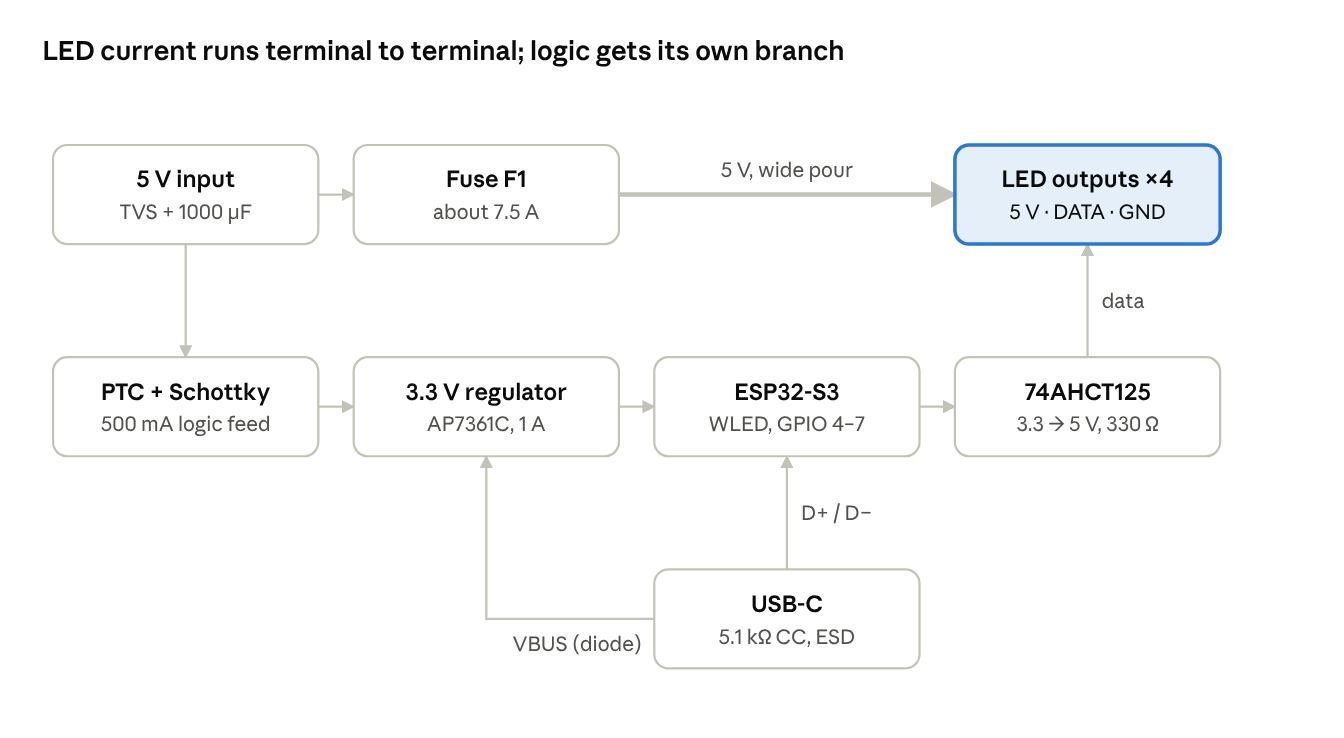 LED current runs terminal to terminal; logic gets its own branch
5 V input
TVS + 1000 µF
Fuse F1
about 7.5 A
5 V, wide pour
LED outputs ×4
5 V · DATA · GND
data
PTC + Schottky
500 mA logic feed
3.3 V regulator
AP7361C, 1 A
ESP32-S3
WLED, GPIO 4–7
74AHCT125
3.3 → 5 V, 330 Ω
D+ / D−
USB-C
5.1 kΩ CC, ESD
VBUS (diode)